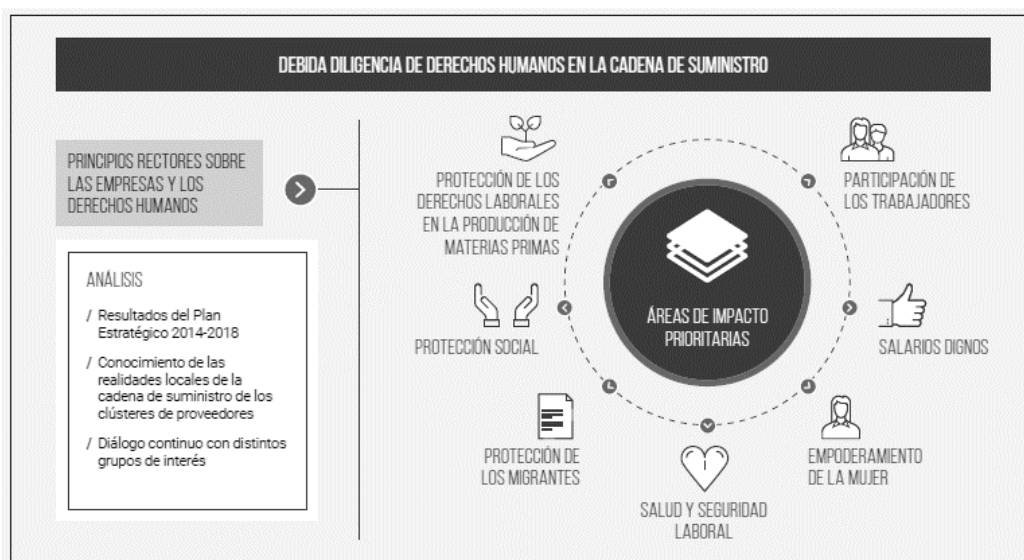 DEBIDA DILIGENCIA DE DERECHOS HUMANOS EN LA CADENA DE SUMINISTRO
PRINCIPIOS RECTORES SOBRE
LAS EMPRESAS Y LOS
DERECHOS HUMANOS
ANÁLISIS
/ Resultados del Plan
Estratégico 2014-2018
/ Conocimiento de las
realidades locales de la
cadena de suministro de los
clústeres de proveedores
/ Diálogo continuo con distintos
grupos de interés
PROTECCIÓN DE LOS
DERECHOS LABORALES
EN LA PRODUCCIÓN DE
MATERIAS PRIMAS
PARTICIPACIÓN DE
LOS TRABAJADORES
ÁREAS DE IMPACTO
PRIORITARIAS
PROTECCIÓN SOCIAL
SALARIOS DIGNOS
PROTECCIÓN DE
LOS MIGRANTES
EMPODERAMIENTO
DE LA MUJER
SALUD Y SEGURIDAD
LABORAL